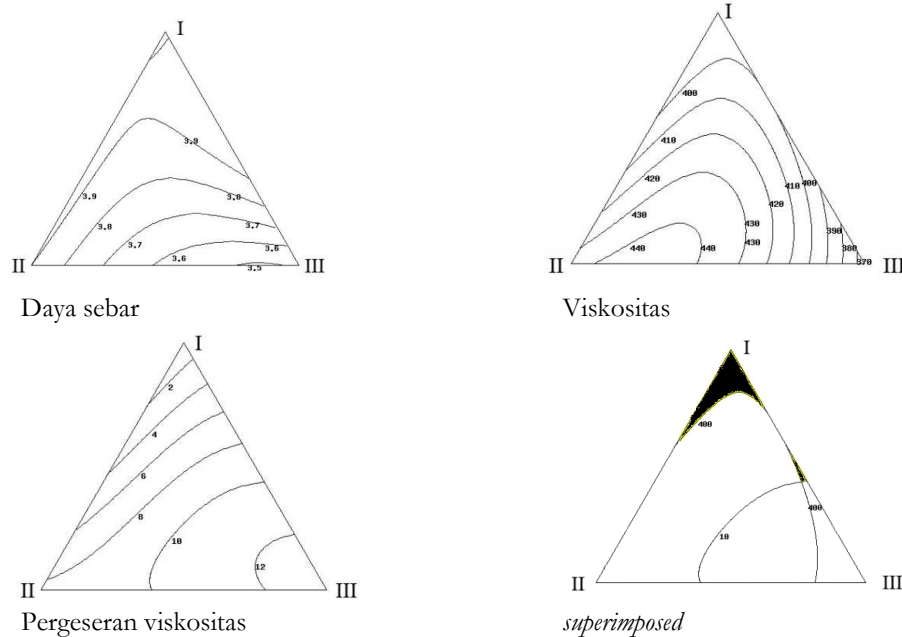 I
3.9
3.9
3.8
3.8
3.7
3.7
3.6
3.6
3.5
II III
Daya sebar
I
400
410
420
430
440
440
430
430
420
410
400
390
380
370
II III
Viskositas
I
2
4
6
8
10
12
II III
Pergeseran viskositas
I
400
10
400
II III
superimposed